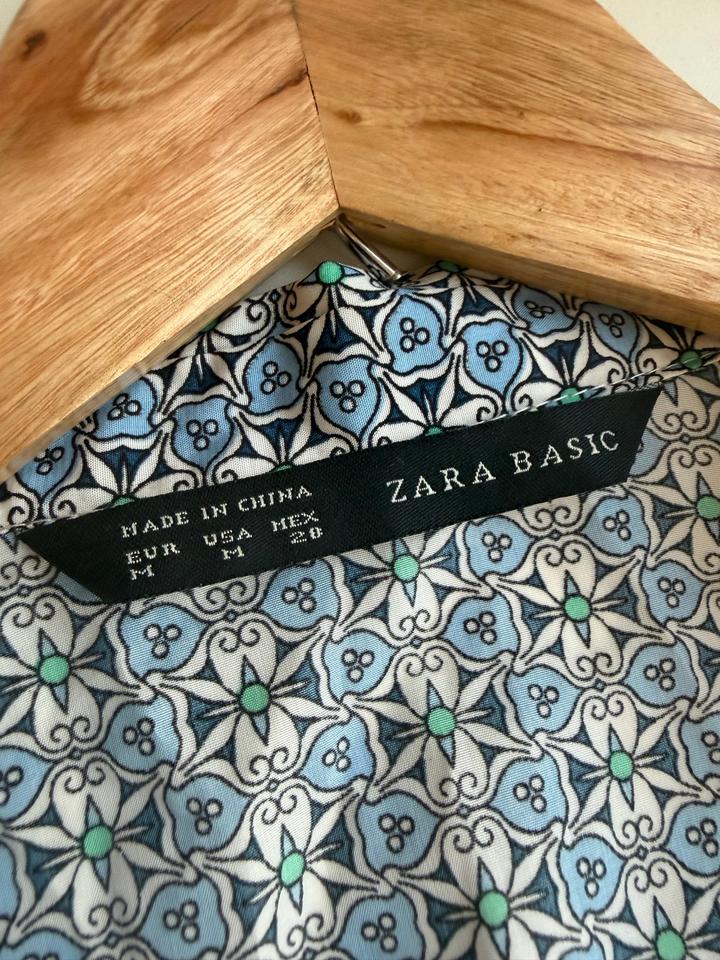 ZARA BASIC
MADE IN CHINA
EUR USA MEX
M M 28